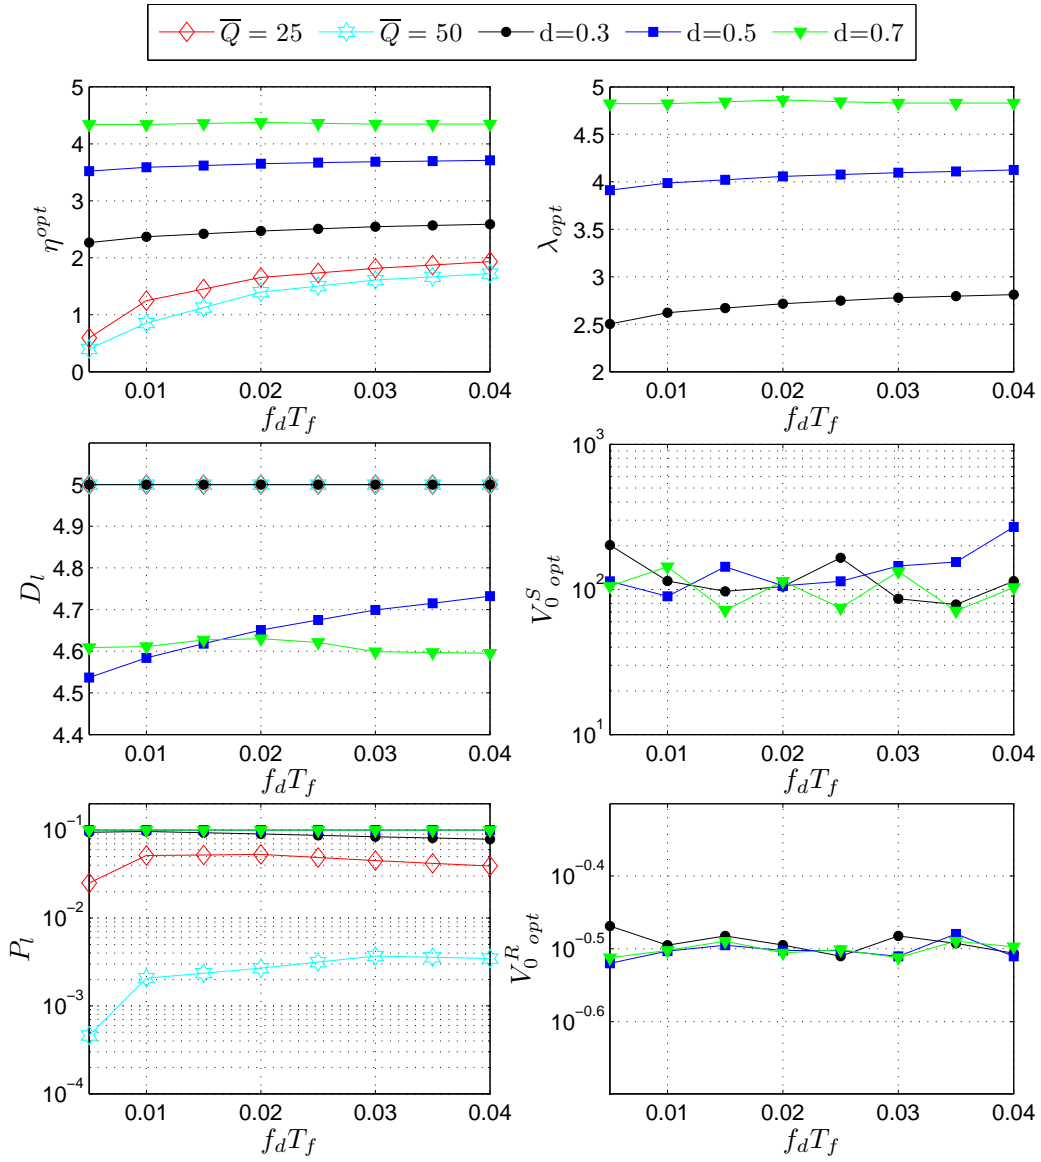 Q̅ = 25 Q̅ = 50 d=0.3 d=0.5 d=0.7
5
4
3
2
1
0
η^{opt}
0.01 0.02 0.03 0.04
f_dT_f
5
4.5
4
3.5
3
2.5
2
λ_{opt}
0.01 0.02 0.03 0.04
f_dT_f
5
4.9
4.8
4.7
4.6
4.5
4.4
D_l
0.01 0.02 0.03 0.04
f_dT_f
10^3
10^2
10^1
V_0^S{}_{opt}
0.01 0.02 0.03 0.04
f_dT_f
10^{−1}
10^{−2}
10^{−3}
10^{−4}
P_l
0.01 0.02 0.03 0.04
f_dT_f
10^{−0.4}
10^{−0.5}
10^{−0.6}
V_0^R{}_{opt}
0.01 0.02 0.03 0.04
f_dT_f